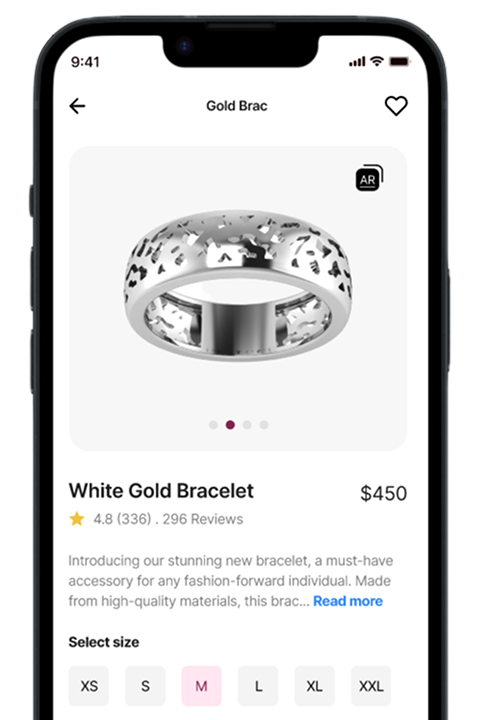 9:41
Gold Brac
AR
White Gold Bracelet
$450
4.8 (336) . 296 Reviews
Introducing our stunning new bracelet, a must-have
accessory for any fashion-forward individual. Made
from high-quality materials, this brac... Read more
Select size
XS S M L XL XXL